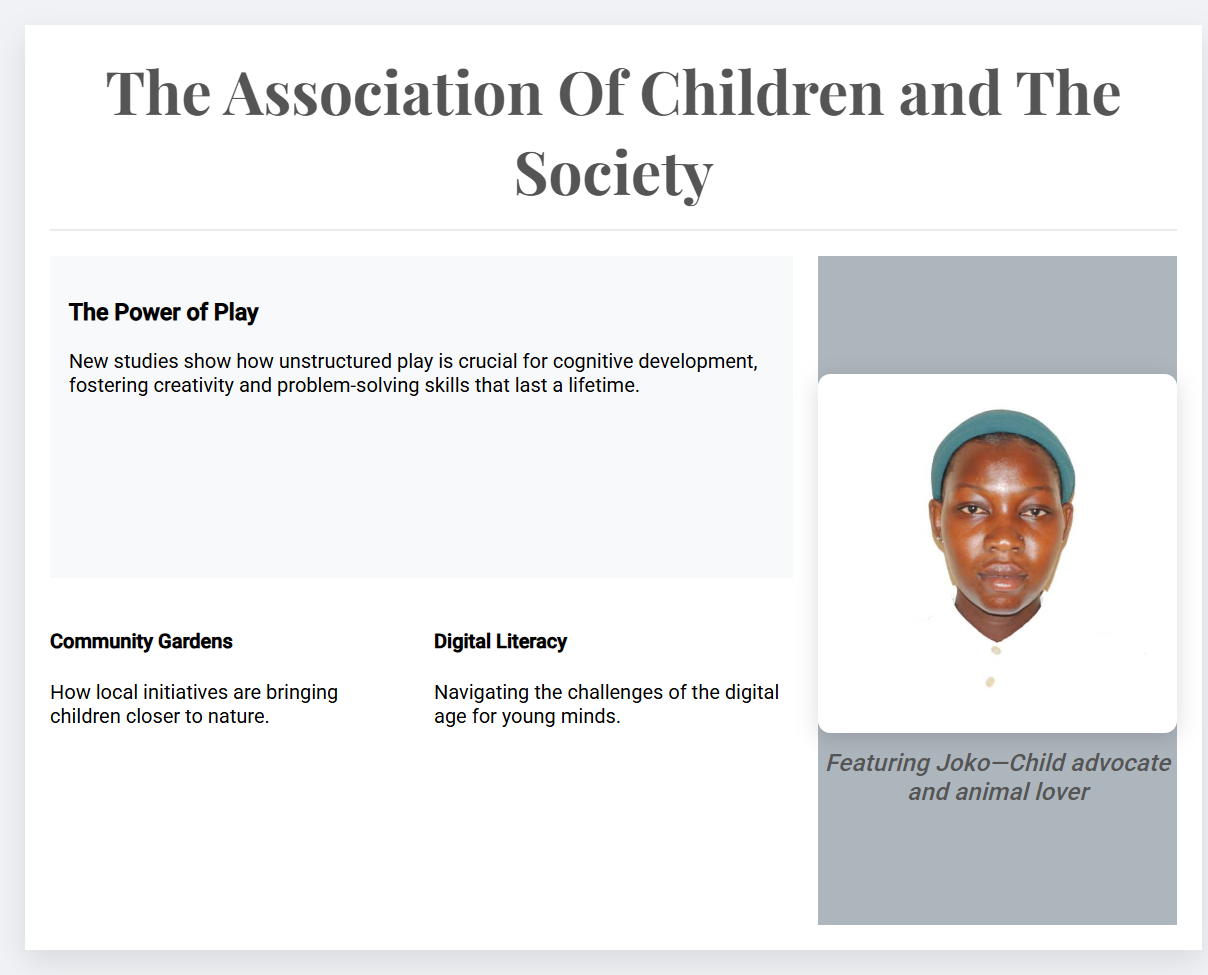 The Association Of Children and The
Society
The Power of Play
New studies show how unstructured play is crucial for cognitive development,
fostering creativity and problem-solving skills that last a lifetime.
Community Gardens
How local initiatives are bringing
children closer to nature.
Digital Literacy
Navigating the challenges of the digital
age for young minds.
Featuring Joko—Child advocate
and animal lover